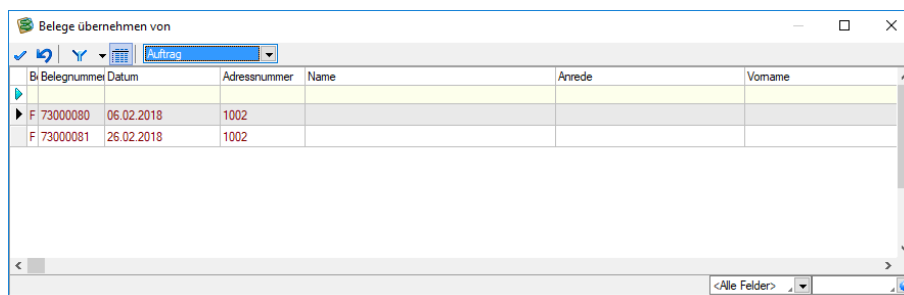 Belege übernehmen von
Auftrag
Be Belegnummer Datum Adressnummer Name Anrede Vorname
F 73000080 06.02.2018 1002
F 73000081 26.02.2018 1002
<Alle Felder>